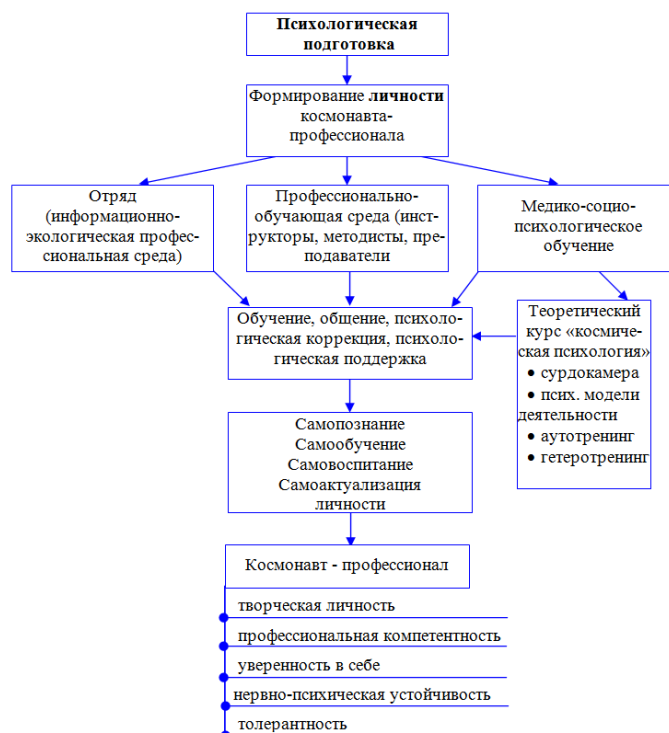 Психологическая
подготовка
Формирование личности
космонавта-
профессионала
Отряд
(информационно-
экологическая профес-
сиональная среда)
Профессионально-
обучающая среда (инст-
рукторы, методисты, пре-
подаватели
Медико-социо-
психологическое
обучение
Обучение, общение, психоло-
гическая коррекция, психоло-
гическая поддержка
Теоретический
курс «космиче-
ская психология»
• сурдокамера
• псих. модели
деятельности
• аутотренинг
• гетеротренинг
Самопознание
Самообучение
Самовоспитание
Самоактуализация
личности
Космонавт - профессионал
творческая личность
профессиональная компетентность
уверенность в себе
нервно-психическая устойчивость
толерантность